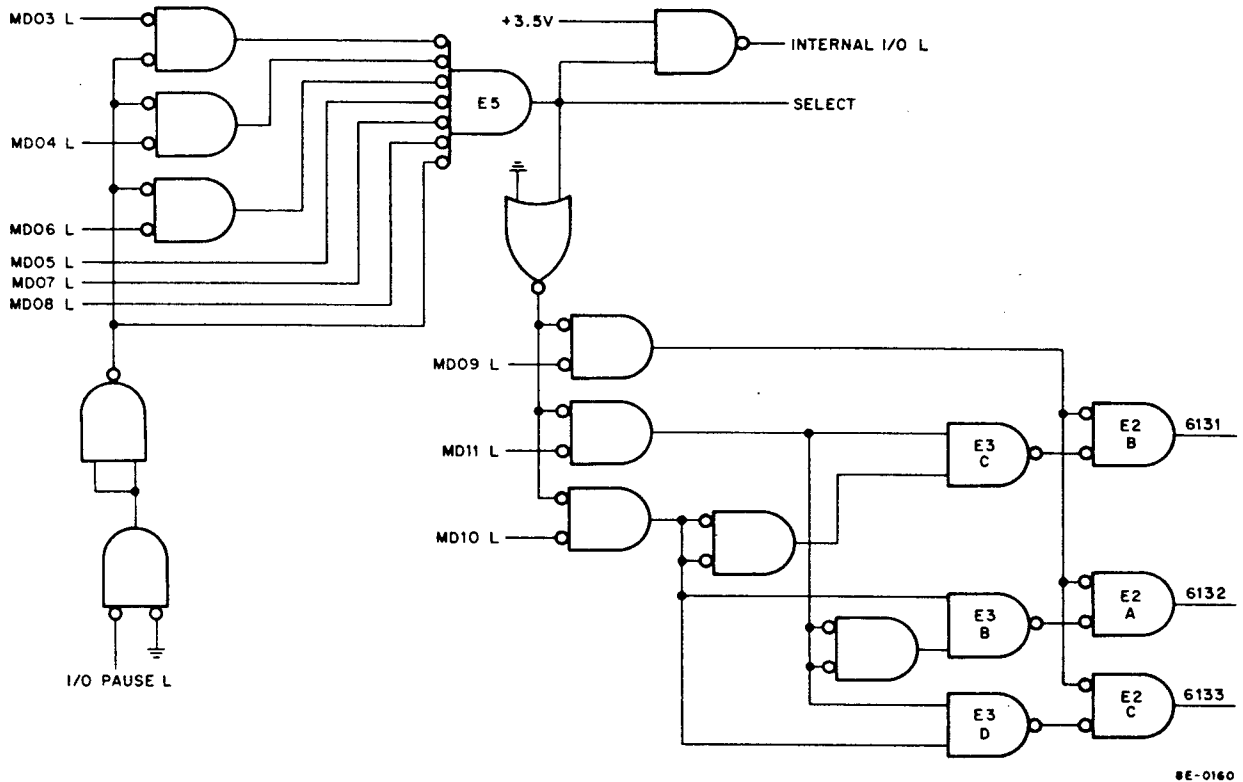 MD03 L
+3.5V
INTERNAL I/O L
E5
SELECT
MD04 L
MD06 L
MD05 L
MD07 L
MD08 L
MD09 L
MD11 L
MD10 L
E3
C
E2
B
6131
E3
B
E2
A
6132
E3
D
E2
C
6133
I/O PAUSE L
8E-0160